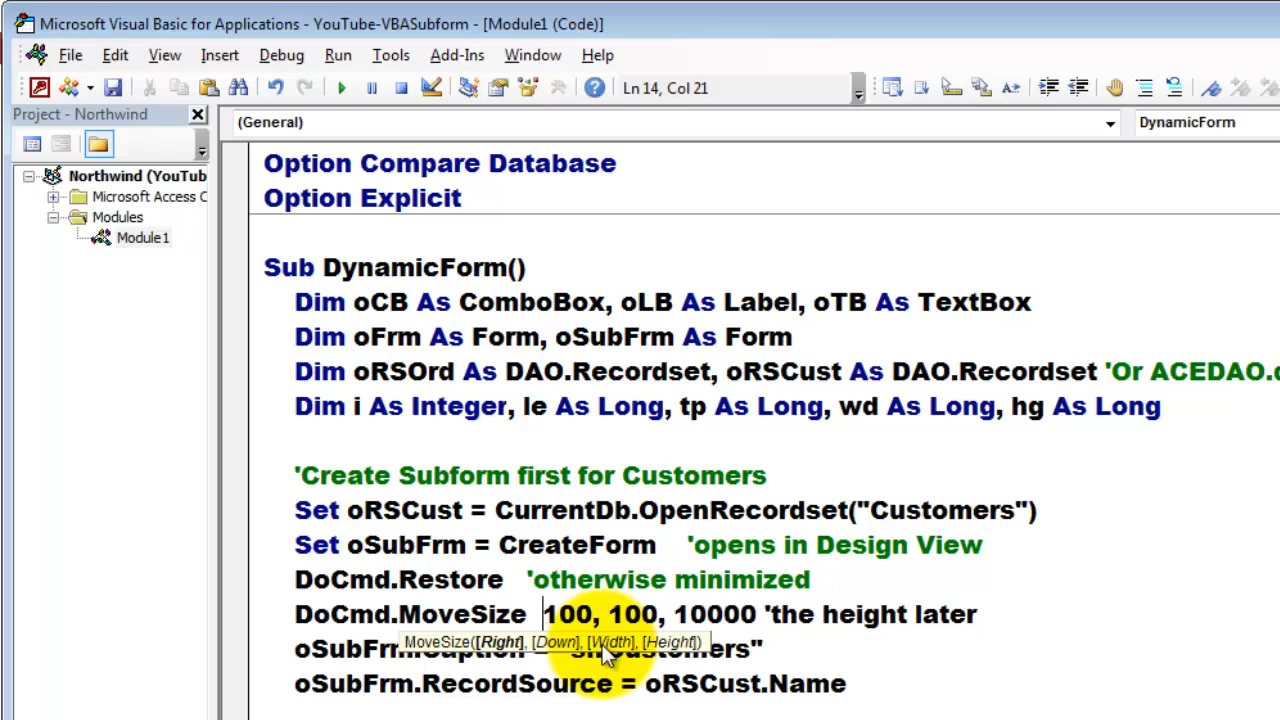 Microsoft Visual Basic for Applications - YouTube-VBASubform - [Module1 (Code)]
File Edit View Insert Debug Run Tools Add-Ins Window Help
Ln 14, Col 21
Project - Northwind
(General) DynamicForm
Northwind (YouTub
Microsoft Access C
Modules
Module1
Option Compare Database
Option Explicit
Sub DynamicForm()
Dim oCB As ComboBox, oLB As Label, oTB As TextBox
Dim oFrm As Form, oSubFrm As Form
Dim oRSOrd As DAO.Recordset, oRSCust As DAO.Recordset 'Or ACEDAO.d
Dim i As Integer, le As Long, tp As Long, wd As Long, hg As Long
'Create Subform first for Customers
Set oRSCust = CurrentDb.OpenRecordset("Customers")
Set oSubFrm = CreateForm 'opens in Design View
DoCmd.Restore 'otherwise minimized
DoCmd.MoveSize 100, 100, 10000 'the height later
MoveSize([Right], [Down], [Width], [Height])
oSubFrm.Caption = ustomers"
oSubFrm.RecordSource = oRSCust.Name